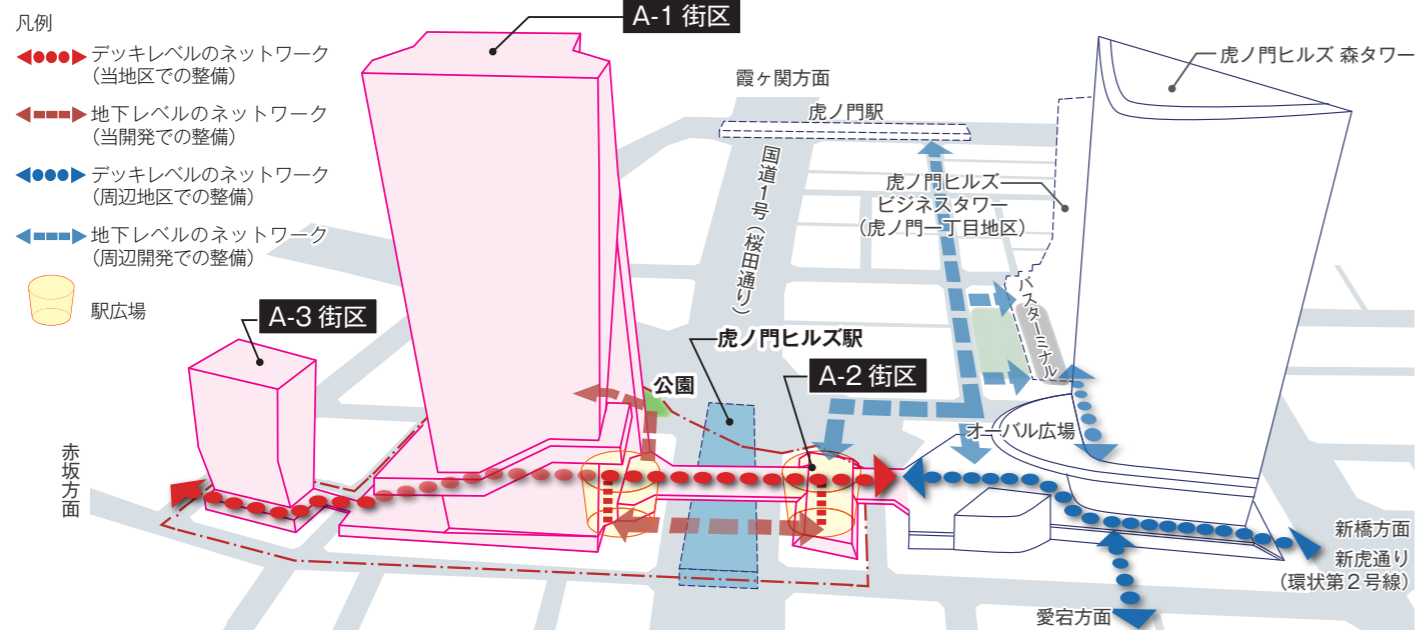 凡例
デッキレベルのネットワーク
(当地区での整備)
地下レベルのネットワーク
(当開発での整備)
デッキレベルのネットワーク
(周辺地区での整備)
地下レベルのネットワーク
(周辺開発での整備)
駅広場
A-1 街区
A-3 街区
霞ヶ関方面
虎ノ門駅
国道1号(桜田通り)
虎ノ門ヒルズ 森タワー
虎ノ門ヒルズ
ビジネスタワー
(虎ノ門一丁目地区)
バスターミナル
虎ノ門ヒルズ駅
公園
A-2 街区
オーバル広場
赤坂方面
新橋方面
新虎通り
(環状第2号線)
愛宕方面